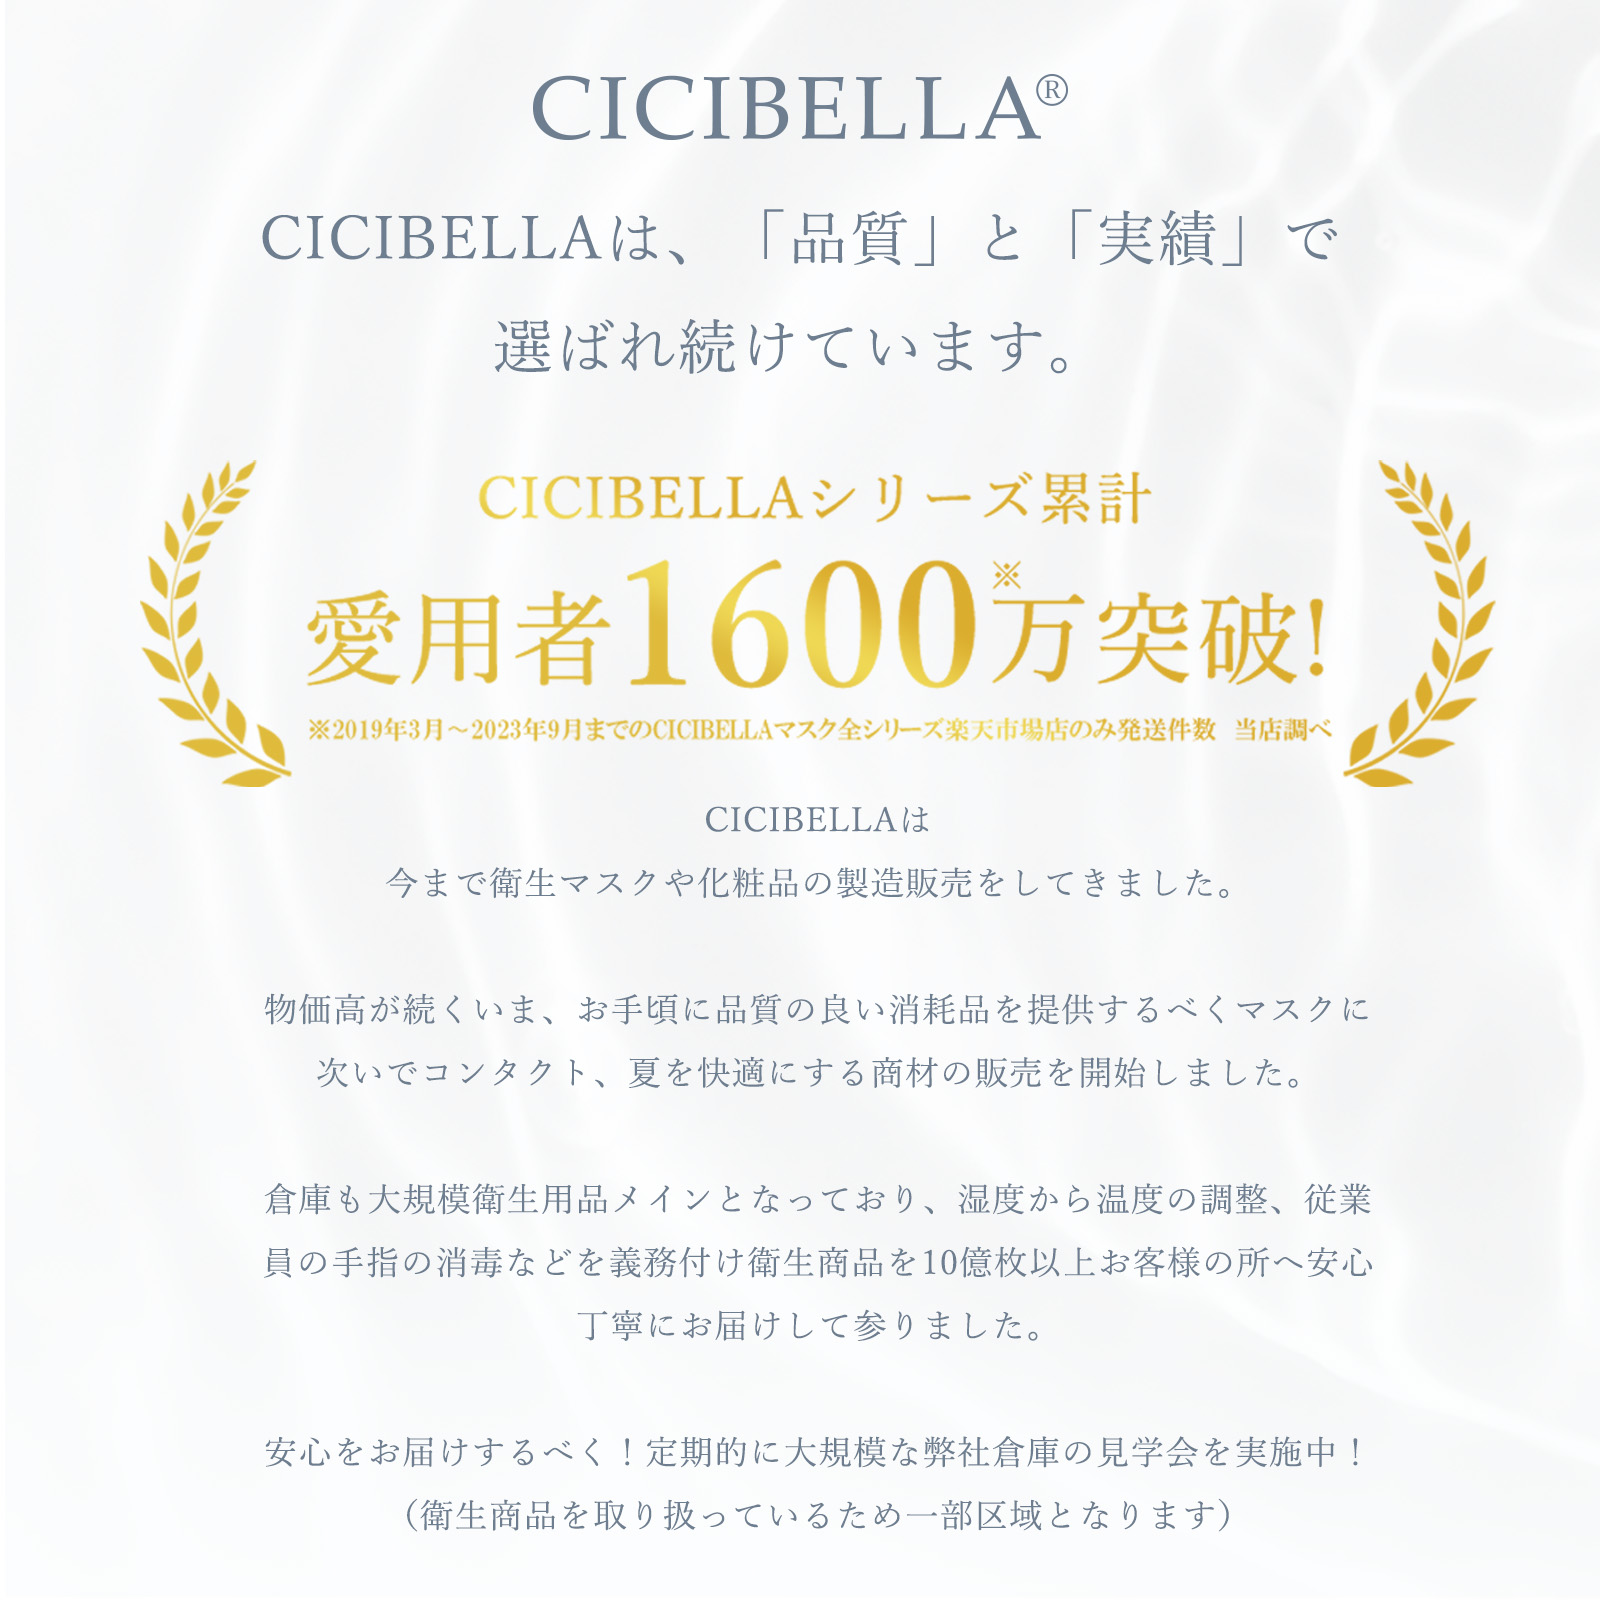 CICIBELLA®
CICIBELLAは、「品質」と「実績」で
選ばれ続けています。
CICIBELLAシリーズ累計
愛用者1600※万突破!
※2019年3月～2023年9月までのCICIBELLAマスク全シリーズ楽天市場店のみ発送件数 当店調べ
CICIBELLAは
今まで衛生マスクや化粧品の製造販売をしてきました。
物価高が続くいま、お手頃に品質の良い消耗品を提供するべくマスクに
次いでコンタクト、夏を快適にする商材の販売を開始しました。
倉庫も大規模衛生用品メインとなっており、湿度から温度の調整、従業
員の手指の消毒などを義務付け衛生商品を10億枚以上お客様の所へ安心
丁寧にお届けして参りました。
安心をお届けするべく！定期的に大規模な弊社倉庫の見学会を実施中！
（衛生商品を取り扱っているため一部区域となります）